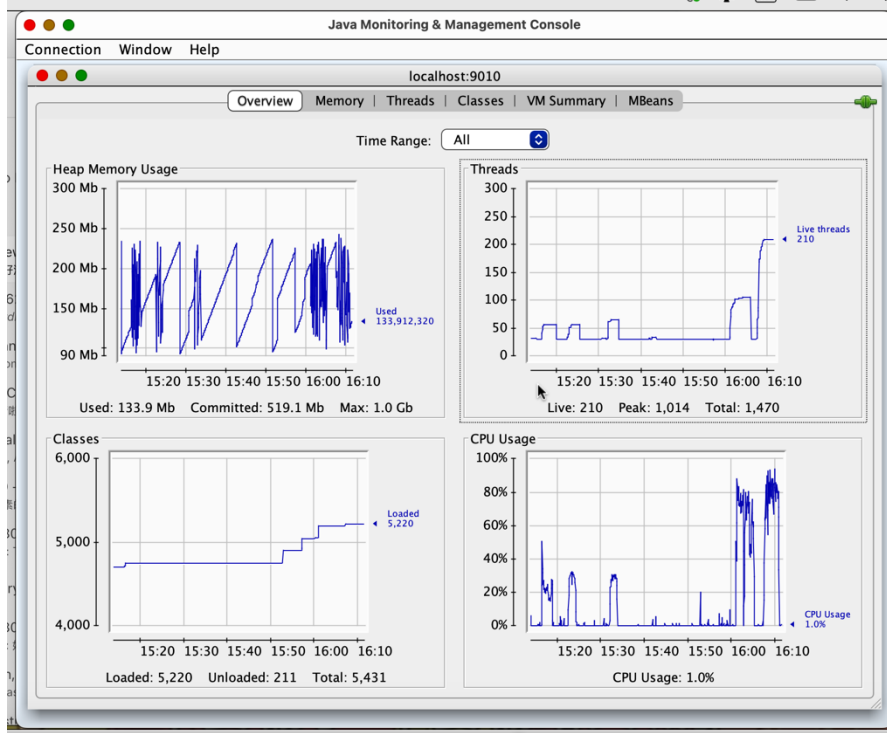 Java Monitoring & Management Console
Connection Window Help
localhost:9010
Overview Memory Threads Classes VM Summary MBeans
Time Range: All
Heap Memory Usage
300 Mb
250 Mb
200 Mb
150 Mb
90 Mb
Used
133,912,320
15:20 15:30 15:40 15:50 16:00 16:10
Used: 133.9 Mb Committed: 519.1 Mb Max: 1.0 Gb
Threads
300
250
200
150
100
50
0
Live threads
210
15:20 15:30 15:40 15:50 16:00 16:10
Live: 210 Peak: 1,014 Total: 1,470
Classes
6,000
5,000
4,000
Loaded
5,220
15:20 15:30 15:40 15:50 16:00 16:10
Loaded: 5,220 Unloaded: 211 Total: 5,431
CPU Usage
100%
80%
60%
40%
20%
0%
CPU Usage
1.0%
15:20 15:30 15:40 15:50 16:00 16:10
CPU Usage: 1.0%